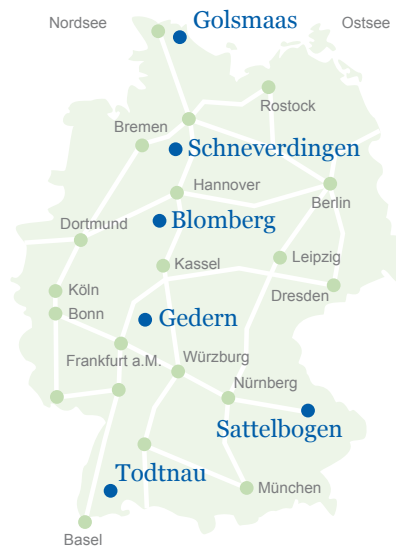 Nordsee
Golsmaas
Ostsee
Rostock
Bremen
Schneverdingen
Hannover
Berlin
Dortmund
Blomberg
Kassel
Leipzig
Köln
Dresden
Bonn
Gedern
Frankfurt a.M.
Würzburg
Nürnberg
Sattelbogen
Todtnau
München
Basel